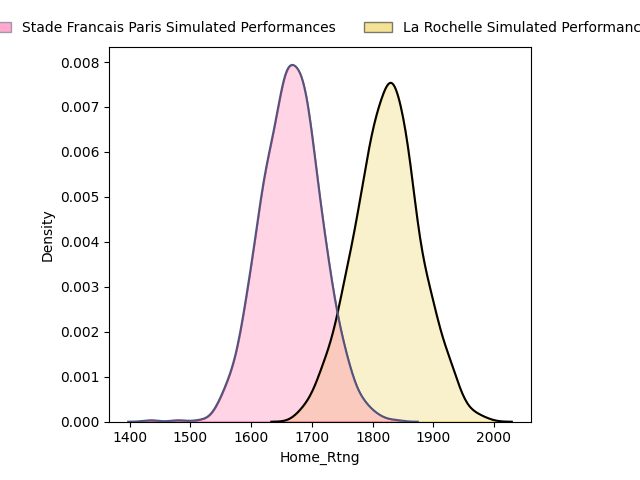 Stade Francais Paris Simulated Performances
La Rochelle Simulated Performanc
0.008
0.007
0.006
0.005
0.004
0.003
0.002
0.001
0.000
Density
1400 1500 1600 1700 1800 1900 2000
Home_Rtng